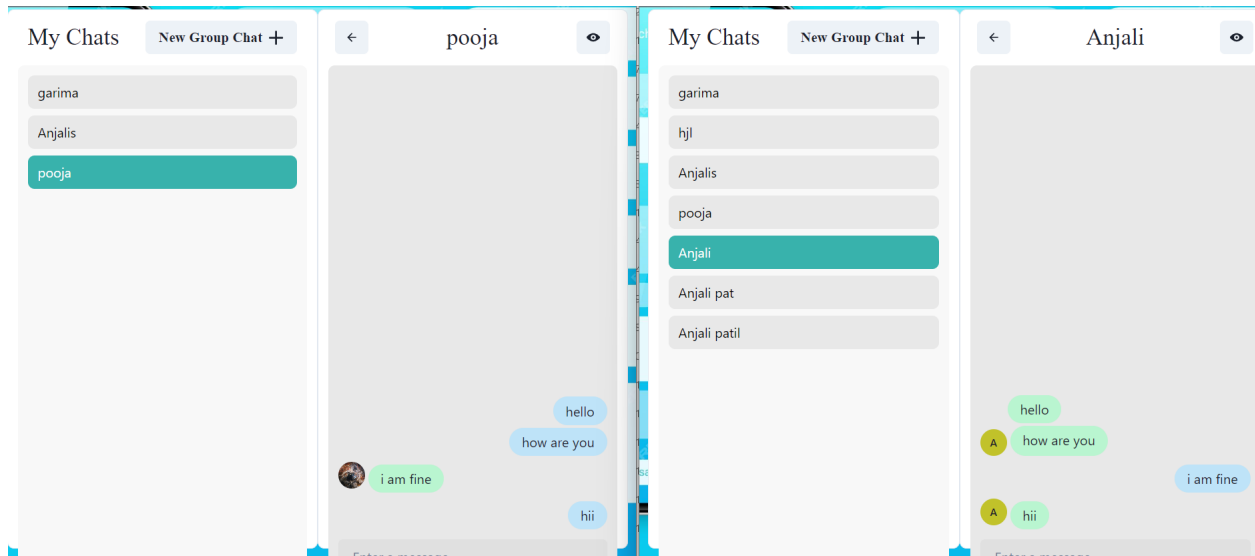 My Chats
New Group Chat +
garima
Anjalis
pooja
pooja
hello
how are you
i am fine
hii
My Chats
New Group Chat +
garima
hjl
Anjalis
pooja
Anjali
Anjali pat
Anjali patil
Anjali
hello
A
how are you
i am fine
A
hii